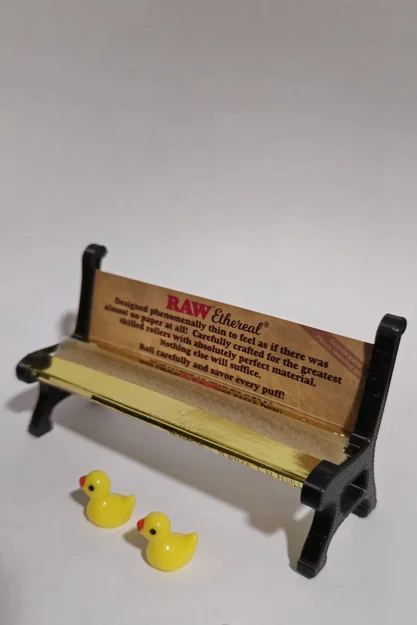 RAW Ethereal®
Designed phenomenally thin to feel as if there was
almost no paper at all! Carefully crafted for the greatest
skilled rollers with absolutely perfect material.
Nothing else will suffice.
Roll carefully and savor every puff!